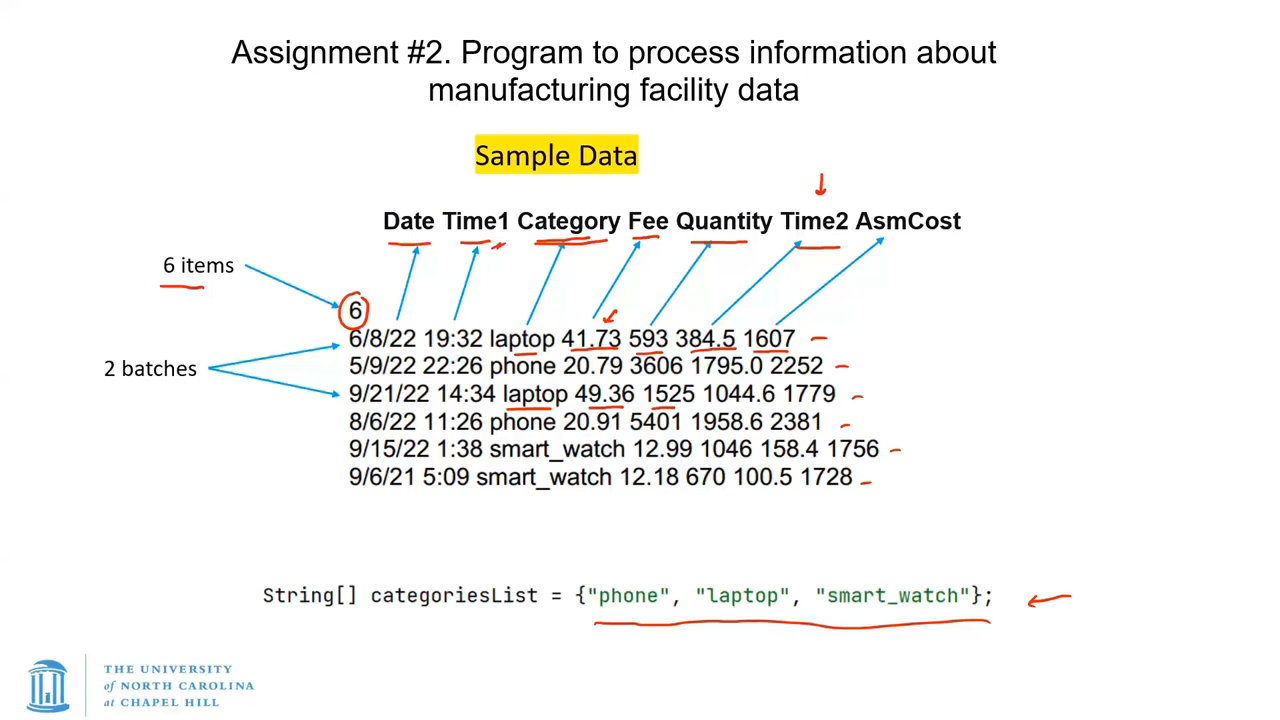 Assignment #2. Program to process information about
manufacturing facility data
Sample Data
Date Time1 Category Fee Quantity Time2 AsmCost
6 items
6
6/8/22 19:32 laptop 41.73 593 384.5 1607
5/9/22 22:26 phone 20.79 3606 1795.0 2252
2 batches
9/21/22 14:34 laptop 49.36 1525 1044.6 1779
8/6/22 11:26 phone 20.91 5401 1958.6 2381
9/15/22 1:38 smart_watch 12.99 1046 158.4 1756
9/6/21 5:09 smart_watch 12.18 670 100.5 1728
String[] categoriesList = {"phone", "laptop", "smart_watch"};
THE UNIVERSITY
of NORTH CAROLINA
at CHAPEL HILL